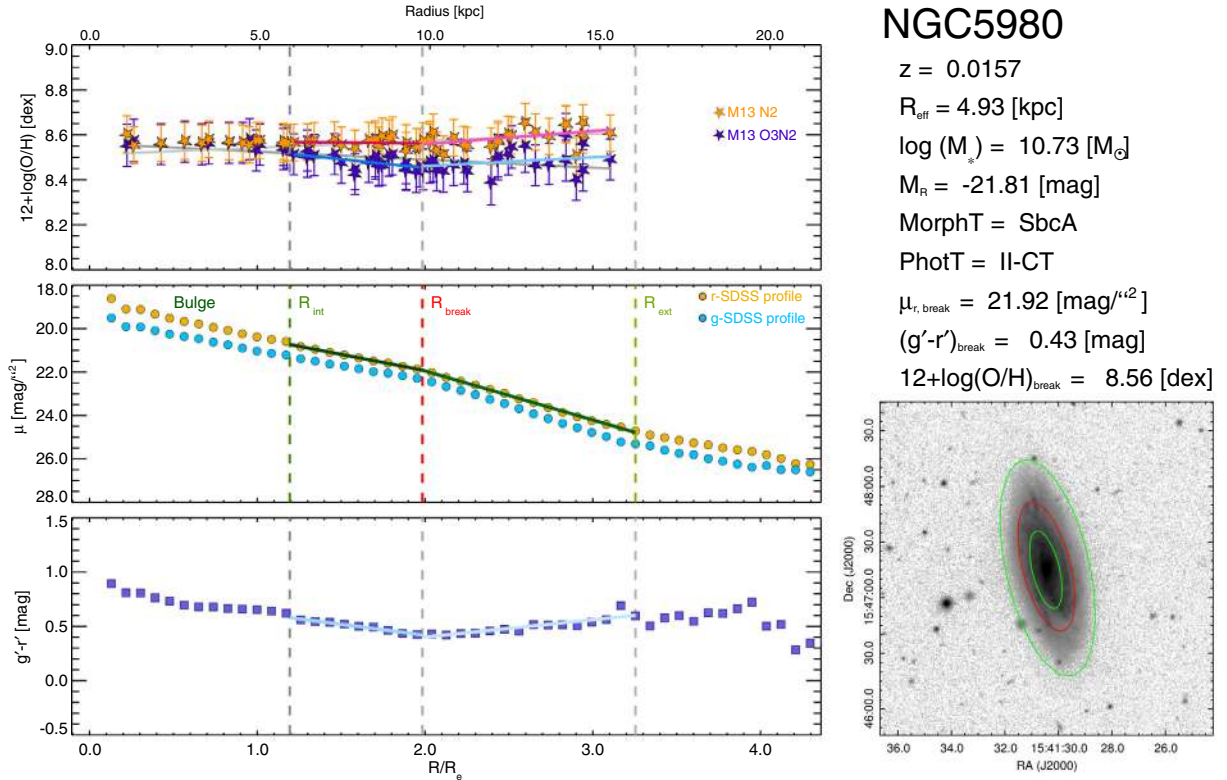 Radius [kpc]
0.0 5.0 10.0 15.0 20.0
9.0
8.8
8.6
8.4
8.2
8.0
12+log(O/H) [dex]
M13 N2
M13 O3N2
18.0
20.0
22.0
24.0
26.0
28.0
μ [mag/"²]
Bulge
R_int
R_break
R_ext
r-SDSS profile
g-SDSS profile
1.5
1.0
0.5
0.0
-0.5
g′-r′ [mag]
0.0 1.0 2.0 3.0 4.0
R/R_e
NGC5980
z = 0.0157
R_eff = 4.93 [kpc]
log (M_*) = 10.73 [M_⊙]
M_R = -21.81 [mag]
MorphT = SbcA
PhotT = II-CT
μ_r, break = 21.92 [mag/"²]
(g′-r′)_break = 0.43 [mag]
12+log(O/H)_break = 8.56 [dex]
30.0
48:00.0
30.0
15:47:00.0
30.0
46:00.0
Dec (J2000)
36.0 34.0 32.0 15:41:30.0 28.0 26.0
RA (J2000)